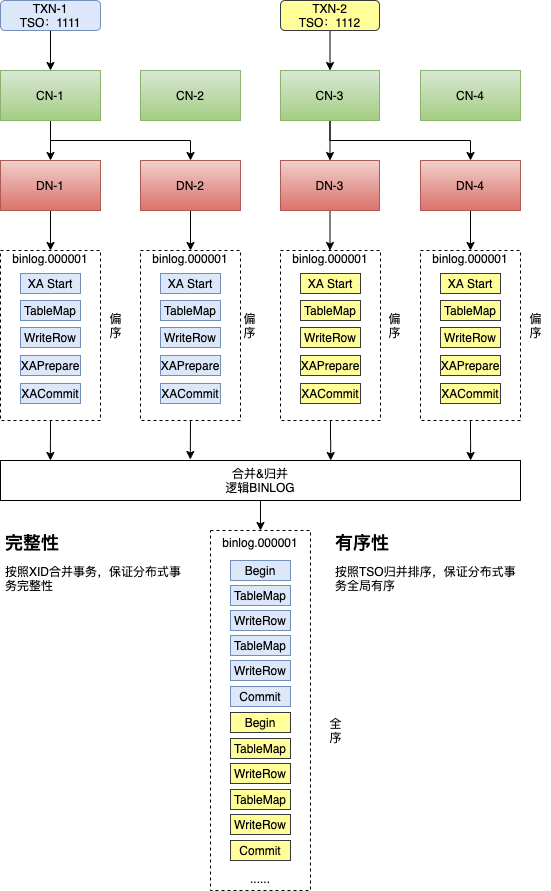 TXN-1
TSO：1111
TXN-2
TSO：1112
CN-1
CN-2
CN-3
CN-4
DN-1
DN-2
DN-3
DN-4
binlog.000001
XA Start
TableMap
WriteRow
XAPrepare
XACommit
偏
序
binlog.000001
XA Start
TableMap
WriteRow
XAPrepare
XACommit
偏
序
binlog.000001
XA Start
TableMap
WriteRow
XAPrepare
XACommit
偏
序
binlog.000001
XA Start
TableMap
WriteRow
XAPrepare
XACommit
偏
序
合并&归并
逻辑BINLOG
完整性
按照XID合并事务，保证分布式事
务完整性
有序性
按照TSO归并排序，保证分布式事
务全局有序
binlog.000001
Begin
TableMap
WriteRow
TableMap
WriteRow
Commit
Begin
TableMap
WriteRow
TableMap
WriteRow
Commit
......
全
序